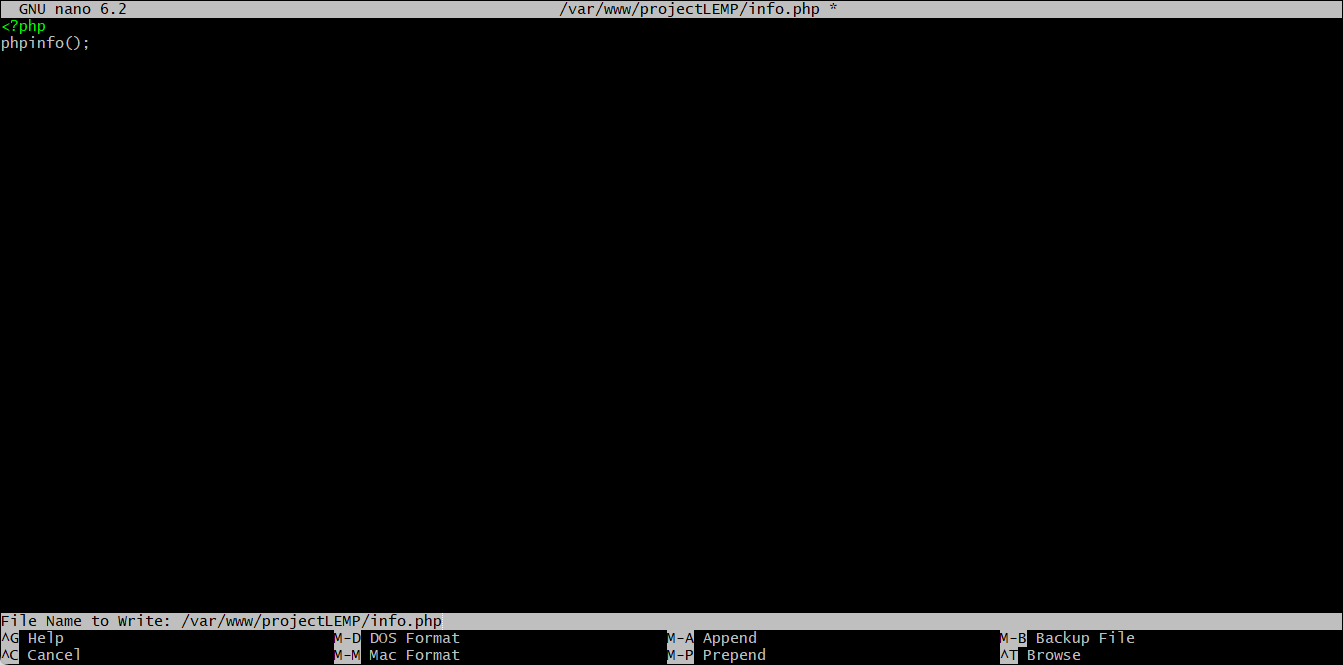 GNU nano 6.2 /var/www/projectLEMP/info.php *
<?php
phpinfo();
File Name to Write: /var/www/projectLEMP/info.php
^G Help M-D DOS Format M-A Append M-B Backup File
^C Cancel M-M Mac Format M-P Prepend ^T Browse